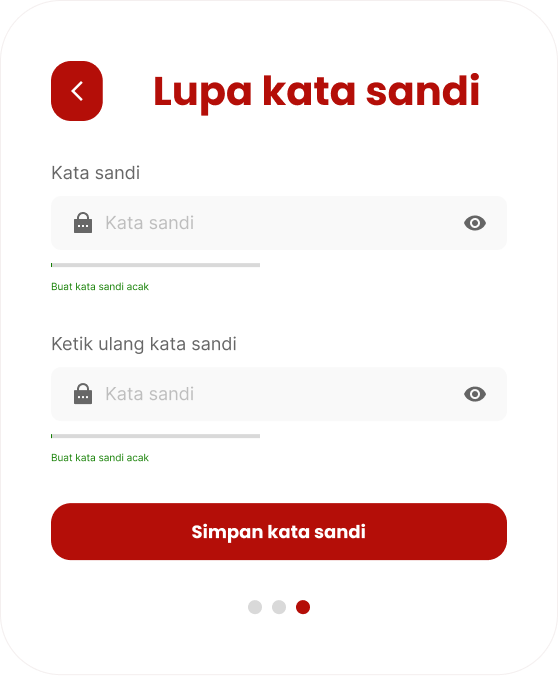 Lupa kata sandi
Kata sandi
Kata sandi
Buat kata sandi acak
Ketik ulang kata sandi
Kata sandi
Buat kata sandi acak
Simpan kata sandi